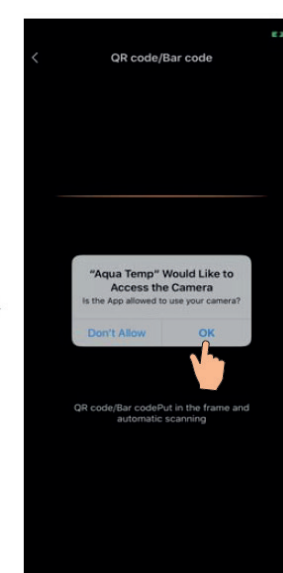 QR code/Bar code
"Aqua Temp" Would Like to
Access the Camera
Is the App allowed to use your camera?
Don't Allow
OK
QR code/Bar codePut in the frame and
automatic scanning